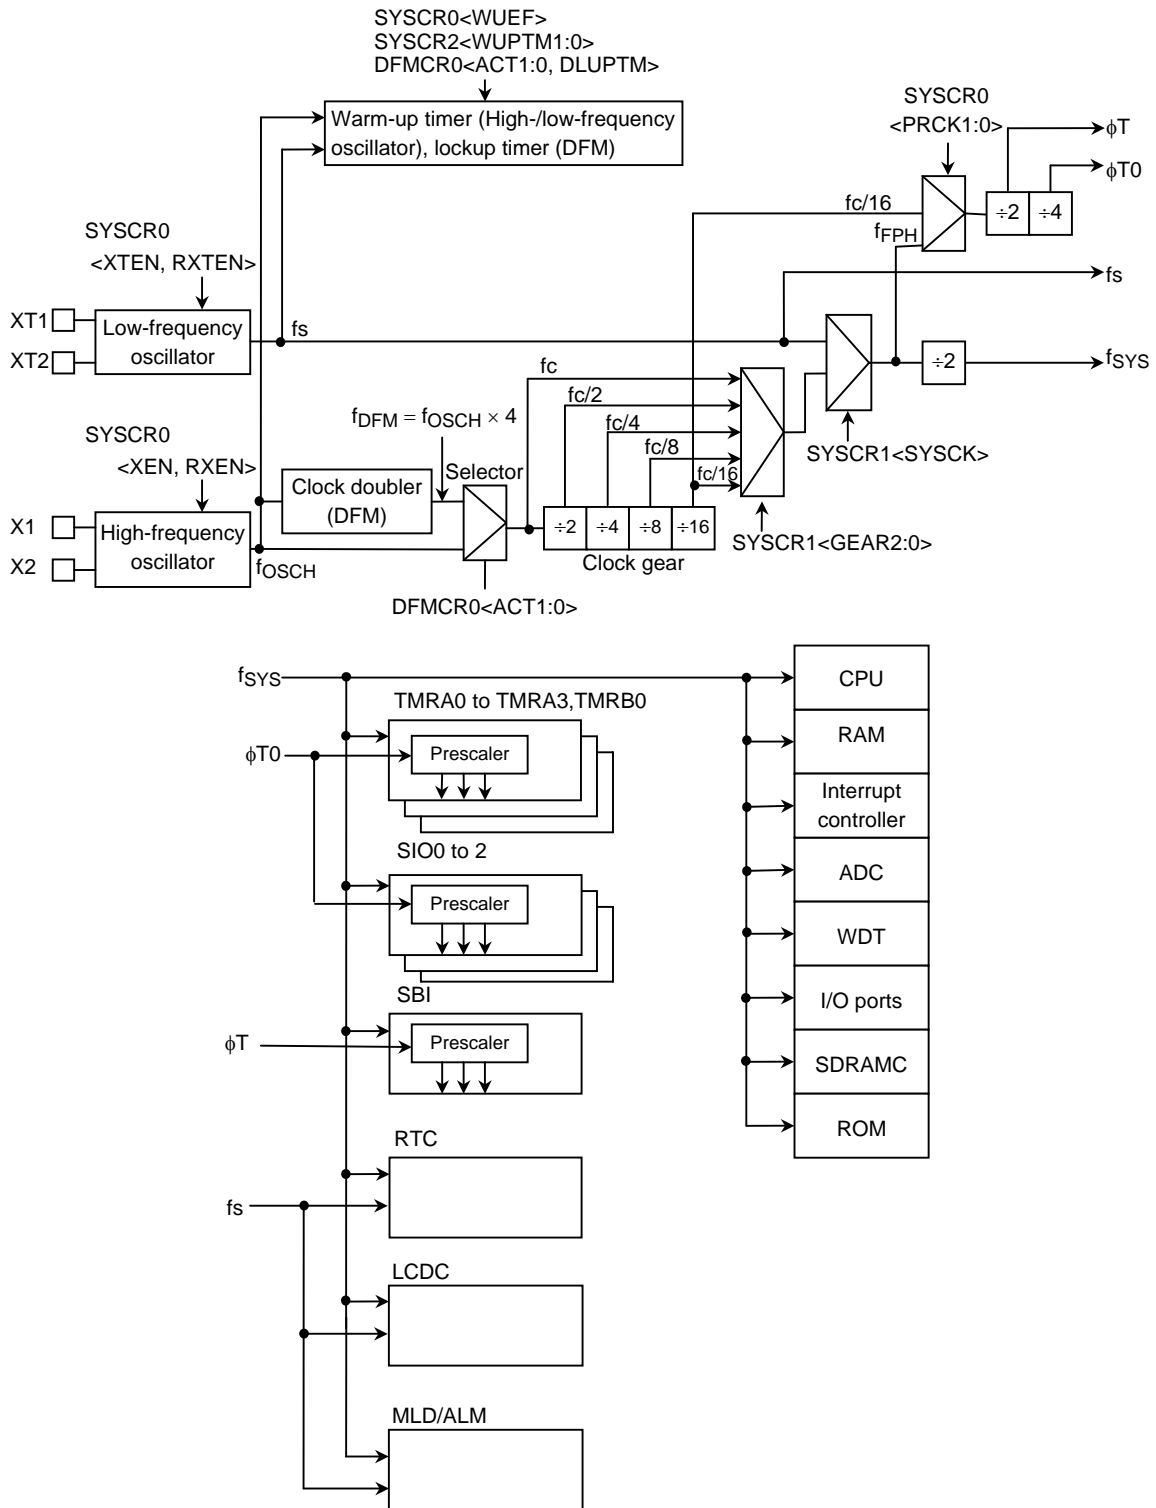 SYSCR0<WUEF>
SYSCR2<WUPTM1:0>
DFMCR0<ACT1:0, DLUPTM>
Warm-up timer (High-/low-frequency
oscillator), lockup timer (DFM)
SYSCR0
<PRCK1:0>
ϕT
ϕT0
fc/16
÷2
÷4
fFPH
SYSCR0
<XTEN, RXTEN>
fs
XT1
XT2
Low-frequency
oscillator
fs
fc
÷2
fSYS
fc/2
fDFM = fOSCH × 4
fc/4
SYSCR0
<XEN, RXEN>
fc/8
SYSCR1<SYSCK>
Selector
fc/16
Clock doubler
(DFM)
X1
X2
High-frequency
oscillator
÷2
÷4
÷8
÷16
SYSCR1<GEAR2:0>
fOSCH
Clock gear
DFMCR0<ACT1:0>
fSYS
TMRA0 to TMRA3,TMRB0
ϕT0
Prescaler
SIO0 to 2
Prescaler
SBI
ϕT
Prescaler
RTC
fs
LCDC
MLD/ALM
CPU
RAM
Interrupt
controller
ADC
WDT
I/O ports
SDRAMC
ROM